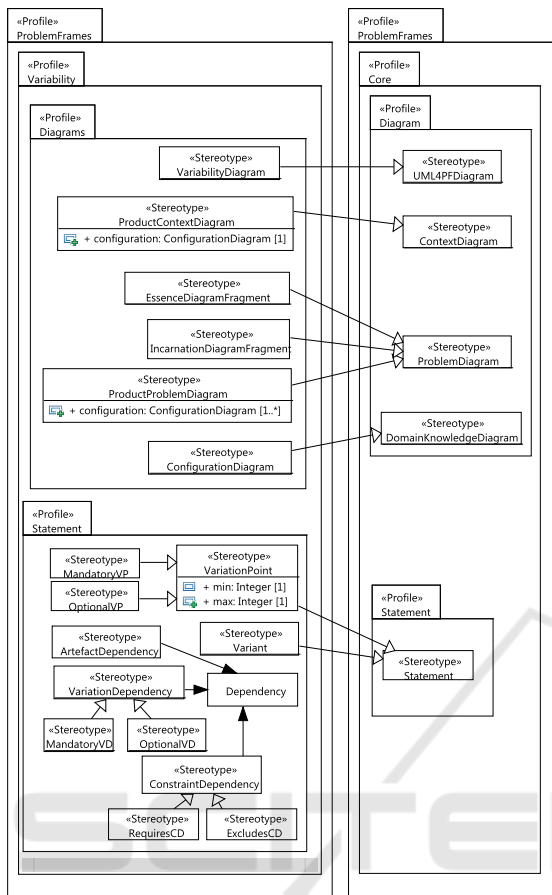 «Profile»
ProblemFrames
«Profile»
Variability
«Profile»
Diagrams
«Stereotype»
VariabilityDiagram
«Stereotype»
ProductContextDiagram
+ configuration: ConfigurationDiagram [1]
«Stereotype»
EssenceDiagramFragment
«Stereotype»
IncarnationDiagramFragment
«Stereotype»
ProductProblemDiagram
+ configuration: ConfigurationDiagram [1..*]
«Stereotype»
ConfigurationDiagram
«Profile»
Statement
«Stereotype»
MandatoryVP
«Stereotype»
OptionalVP
«Stereotype»
VariationPoint
+ min: Integer [1]
+ max: Integer [1]
«Stereotype»
ArtefactDependency
«Stereotype»
Variant
«Stereotype»
VariationDependency
Dependency
«Stereotype»
MandatoryVD
«Stereotype»
OptionalVD
«Stereotype»
ConstraintDependency
«Stereotype»
RequiresCD
«Stereotype»
ExcludesCD
«Profile»
ProblemFrames
«Profile»
Core
«Profile»
Diagram
«Stereotype»
UML4PFDiagram
«Stereotype»
ContextDiagram
«Stereotype»
ProblemDiagram
«Stereotype»
DomainKnowledgeDiagram
«Profile»
Statement
«Stereotype»
Statement